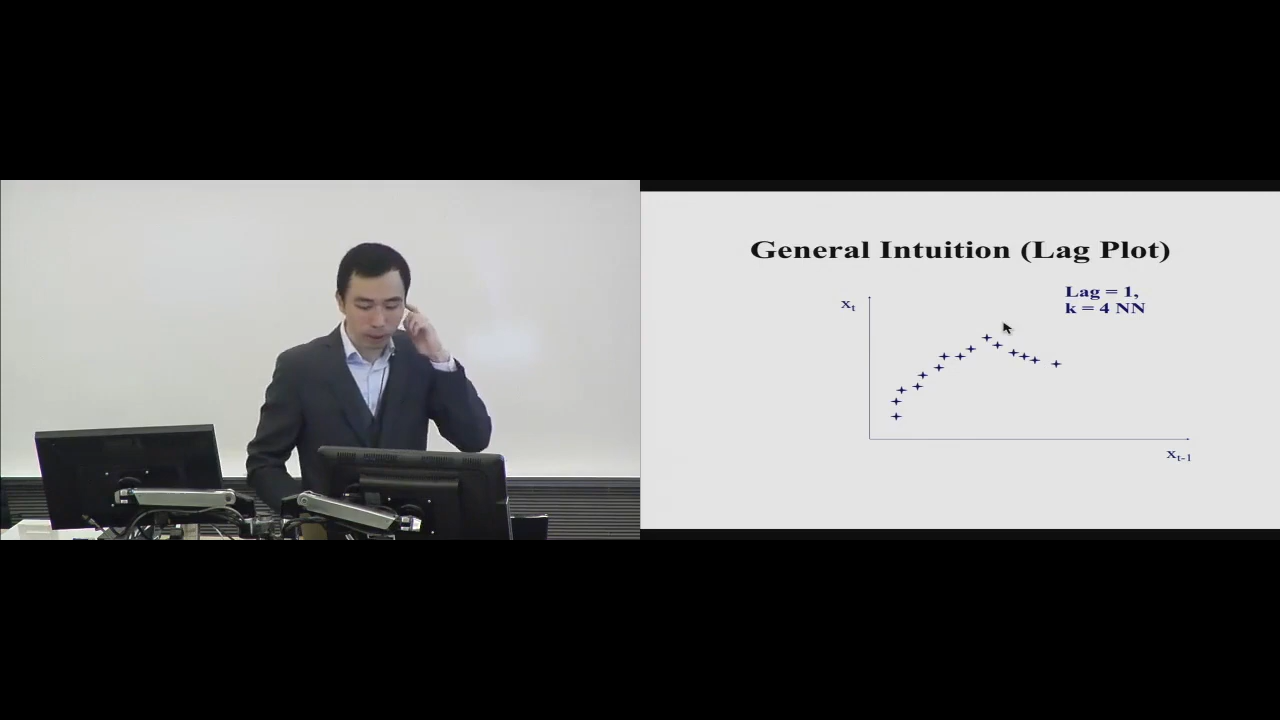 General Intuition (Lag Plot)
Lag = 1,
k = 4 NN
xt
xt-1